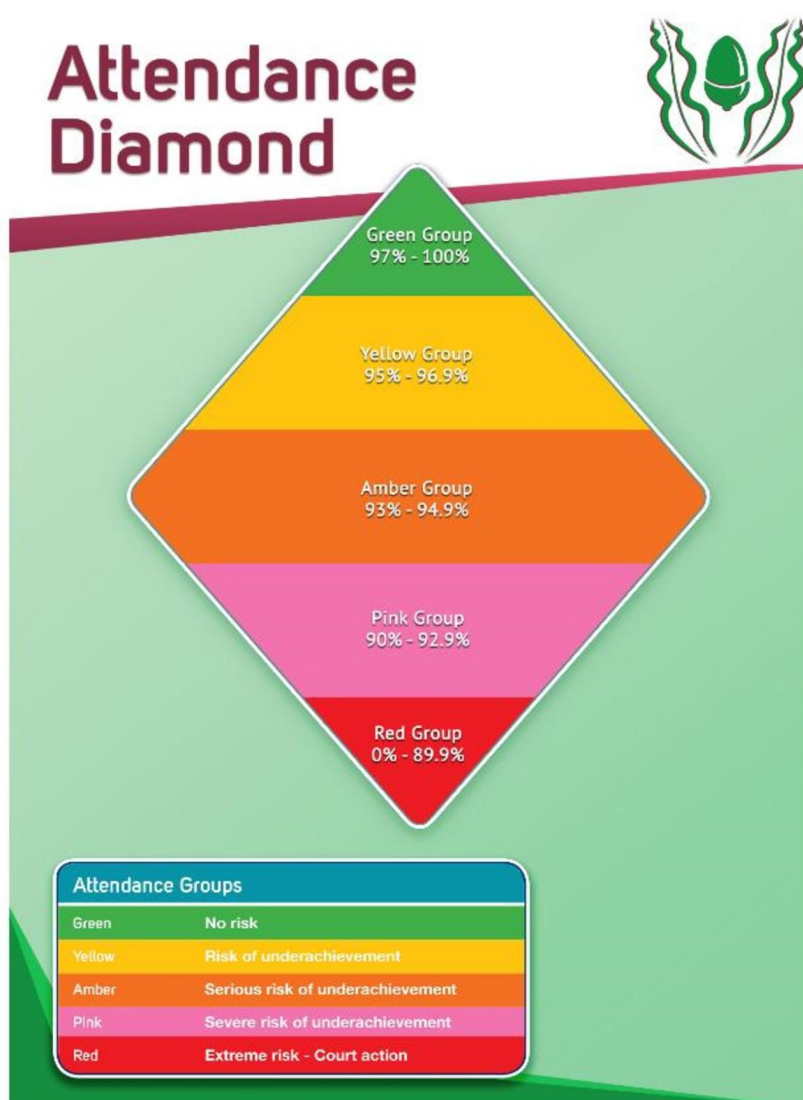 Attendance
Diamond
Green Group
97% - 100%
Yellow Group
95% - 96.9%
Amber Group
93% - 94.9%
Pink Group
90% - 92.9%
Red Group
0% - 89.9%
Attendance Groups
Green No risk
Yellow Risk of underachievement
Amber Serious risk of underachievement
Pink Severe risk of underachievement
Red Extreme risk - Court action